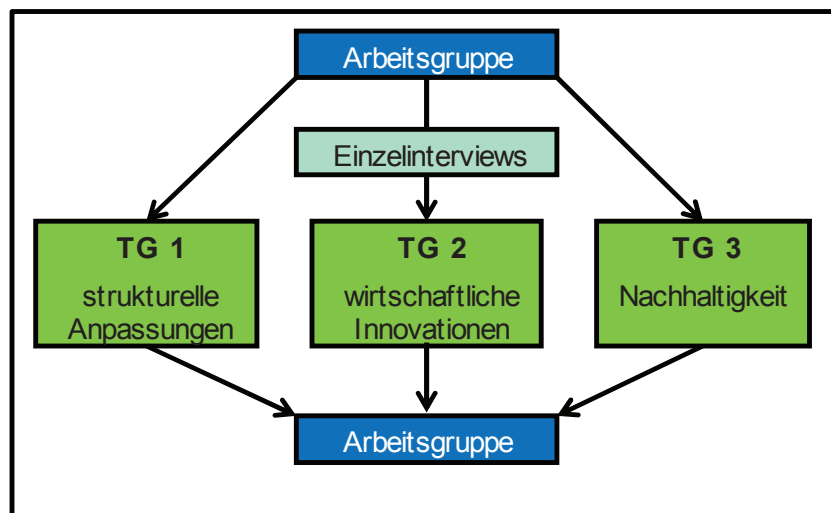 Arbeitsgruppe
Einzelinterviews
TG 1
strukturelle
Anpassungen
TG 2
wirtschaftliche
Innovationen
TG 3
Nachhaltigkeit
Arbeitsgruppe